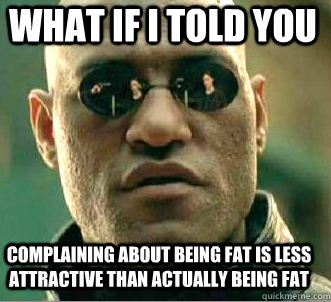 WHAT IF I TOLD YOU
COMPLAINING ABOUT BEING FAT IS LESS
ATTRACTIVE THAN ACTUALLY BEING FAT
quickmeme.com